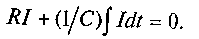 RI + (1/C)∫ Idt = 0.